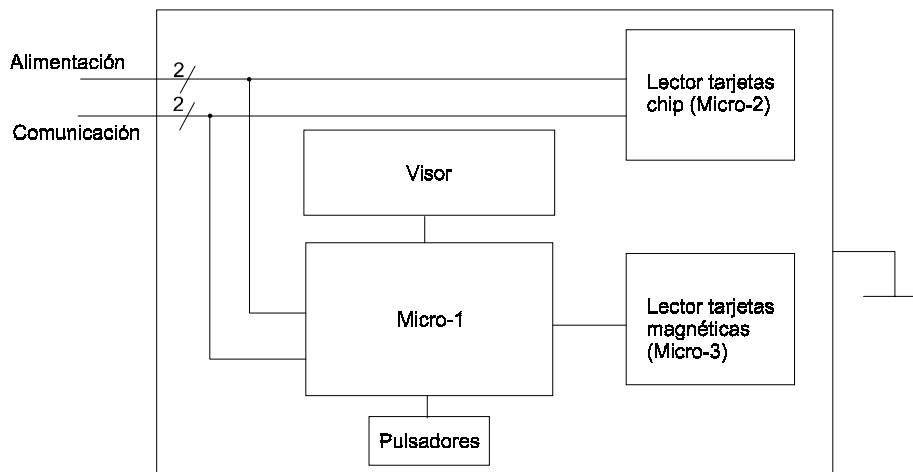 Alimentación
2
Lector tarjetas
chip (Micro-2)
2
Comunicación
Visor
Micro-1
Lector tarjetas
magnéticas
(Micro-3)
Pulsadores